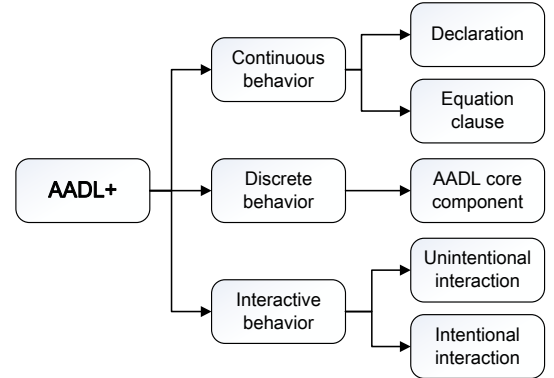 Continuous
behavior
Declaration
Equation
clause
AADL+
Discrete
behavior
AADL core
component
Interactive
behavior
Unintentional
interaction
Intentional
interaction